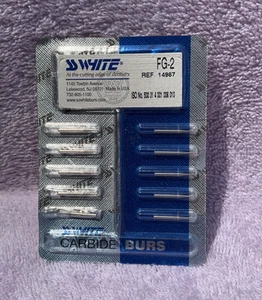 SSWHITE®
At the cutting edge of dentistry
1145 Towbin Avenue
Lakewood, NJ 08701 Made in USA
732-905-1100
www.sswhiteburs.com
FG-2
REF 14987
SSWHITE
CARBIDE BURS